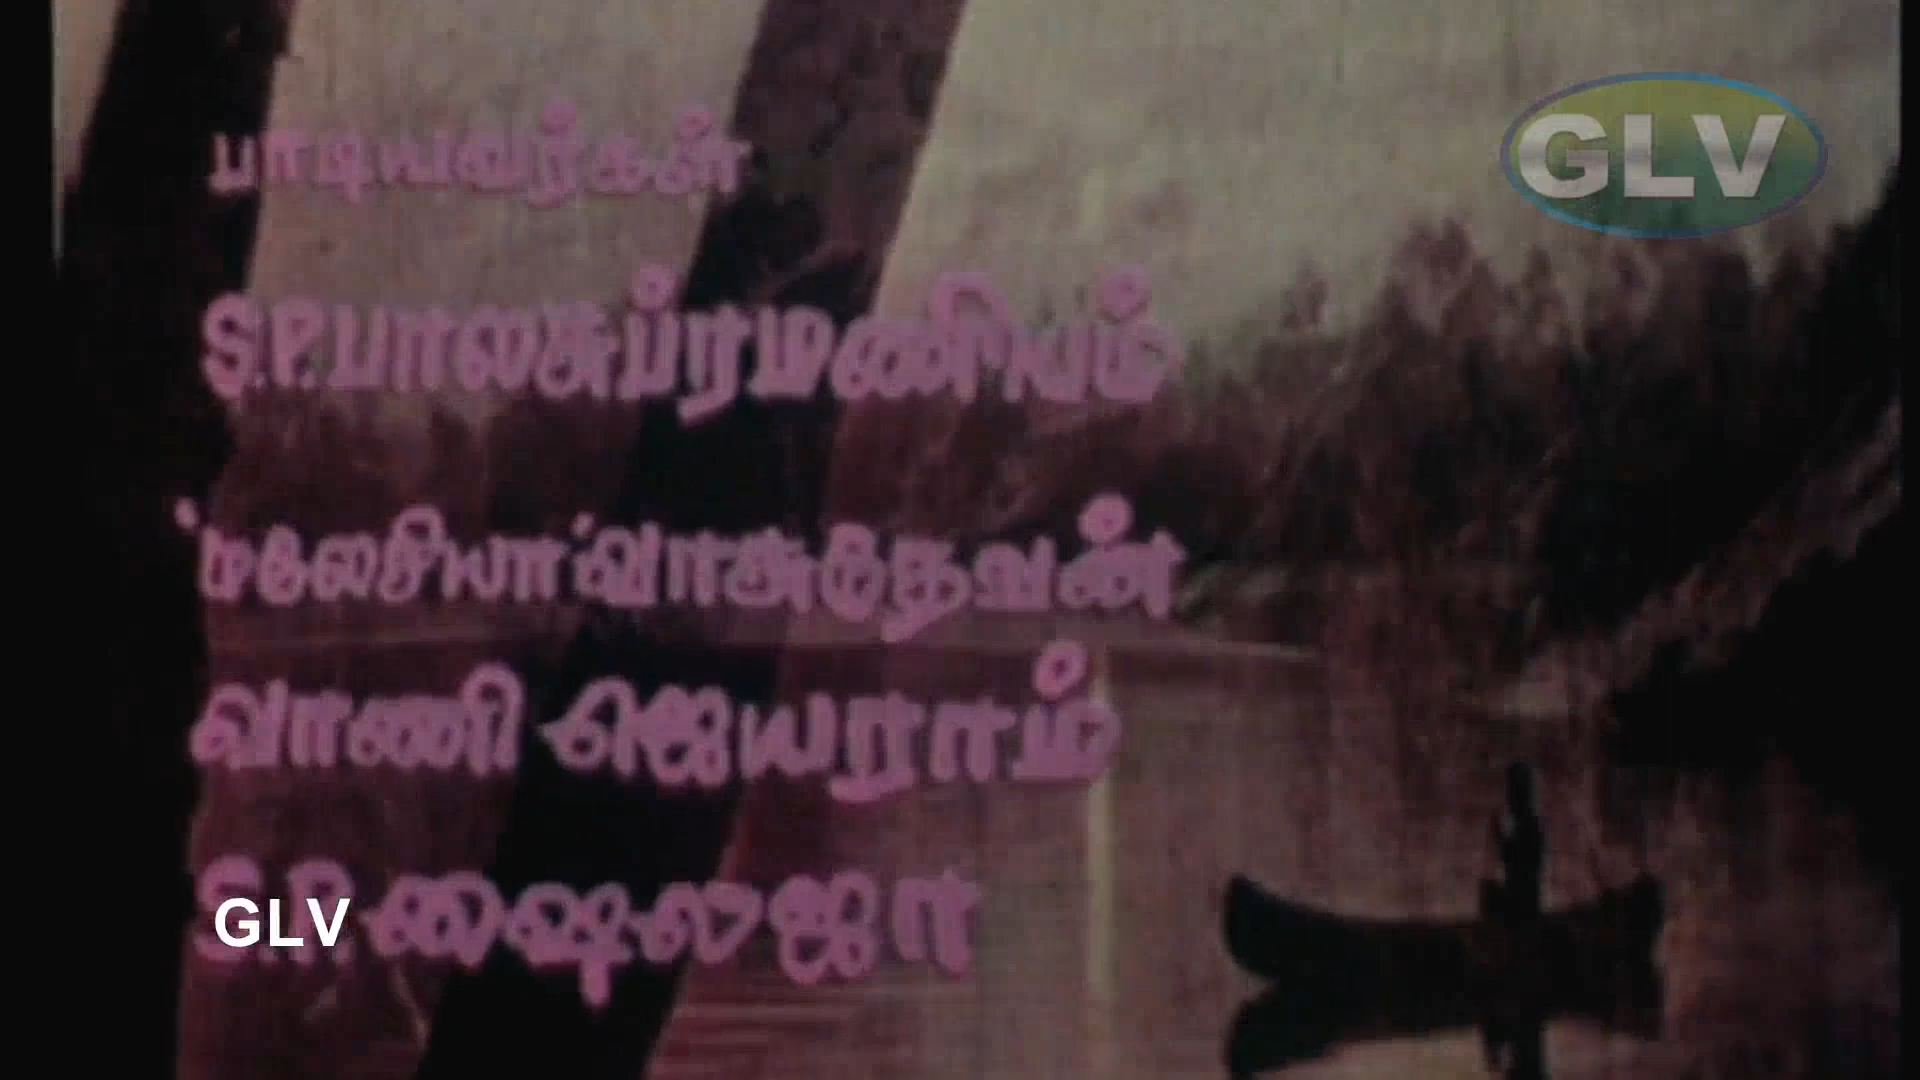 பாடியவர்கள்
GLV
S.P.பாலசுப்ரமணியம்
'மலேசியா' வாசுதேவன்
வாணி ஜெயராம்
S.P.ஷைலஜா
GLV